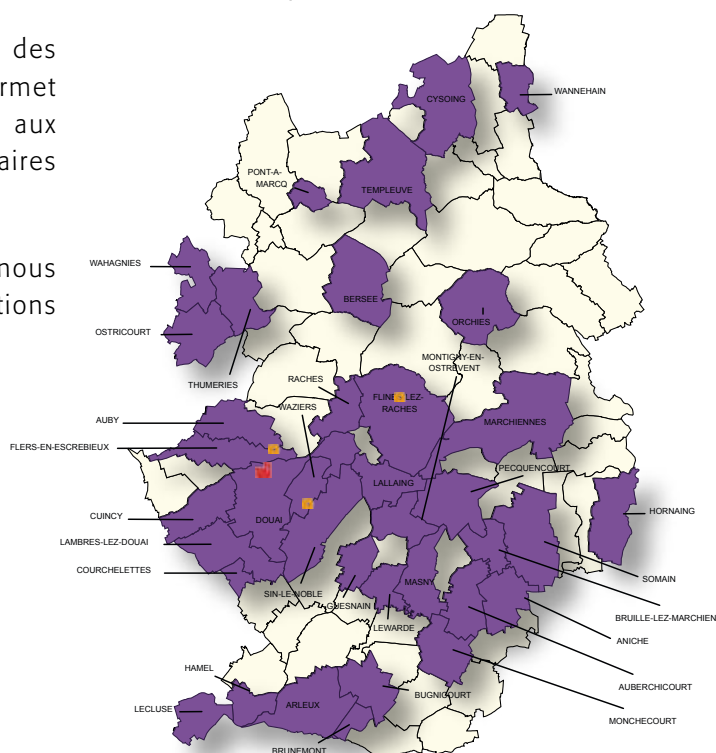 des
rmet
aux
aires
nous
tions
WANNEHAIN
CYSOING
PONT-A-
MARCQ
TEMPLEUVE
WAHAGNIES
BERSEE
ORCHIES
OSTRICOURT
MONTIGNY-EN-
OSTREVENT
THUMERIES
RACHES
FLINES-LEZ-
RACHES
WAZIERS
AUBY
MARCHIENNES
FLERS-EN-ESCREBIEUX
PECQUENCOURT
LALLAING
HORNAING
CUINCY
DOUAI
LAMBRES-LEZ-DOUAI
COURCHELETTES
SOMAIN
MASNY
SIN-LE-NOBLE
GUESNAIN
BRUILLE-LEZ-MARCHIEN
LEWARDE
ANICHE
HAMEL
AUBERCHICOURT
BUGNICOURT
LECLUSE
ARLEUX
MONCHECOURT
BRUNEMONT